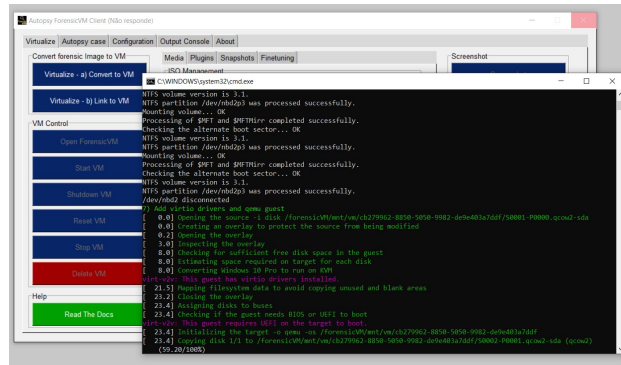 Autopsy ForensicVM Client (Não responde)
Virtualize Autopsy case Configuration Output Console About
Convert forensic Image to VM
Virtualize - a) Convert to VM
Virtualize - b) Link to VM
VM Control
Open ForensicVM
Start VM
Shutdown VM
Reset VM
Stop VM
Delete VM
Help
Read The Docs
Media Plugins Snapshots Finetuning
ISO Management
Screenshot
C:\WINDOWS\system32\cmd.exe
NTFS volume version is 3.1.
NTFS partition /dev/nbd2p3 was processed successfully.
Mounting volume... OK
Processing of $MFT and $MFTMirr completed successfully.
Checking the alternate boot sector... OK
NTFS volume version is 3.1.
NTFS partition /dev/nbd2p3 was processed successfully.
Mounting volume... OK
Processing of $MFT and $MFTMirr completed successfully.
Checking the alternate boot sector... OK
NTFS volume version is 3.1.
NTFS partition /dev/nbd2p3 was processed successfully.
/dev/nbd2 disconnected
7) Add virtio drivers and qemu guest
[   0.0] Opening the source -i disk /forensicVM/mnt/vm/cb279962-8850-5050-9982-de9e403a7ddf/S0001-P0000.qcow2-sda
[   0.0] Creating an overlay to protect the source from being modified
[   0.2] Opening the overlay
[   3.0] Inspecting the overlay
[   8.0] Checking for sufficient free disk space in the guest
[   8.0] Estimating space required on target for each disk
[   8.0] Converting Windows 10 Pro to run on KVM
virt-v2v: This guest has virtio drivers installed.
[  21.5] Mapping filesystem data to avoid copying unused and blank areas
[  23.2] Closing the overlay
[  23.4] Assigning disks to buses
[  23.4] Checking if the guest needs BIOS or UEFI to boot
virt-v2v: This guest requires UEFI on the target to boot.
[  23.4] Initializing the target -o qemu -os /forensicVM/mnt/vm/cb279962-8850-5050-9982-de9e403a7ddf
[  23.4] Copying disk 1/1 to /forensicVM/mnt/vm/cb279962-8850-5050-9982-de9e403a7ddf/S0002-P0001.qcow2-sda (qcow2)
(59.20/100%)